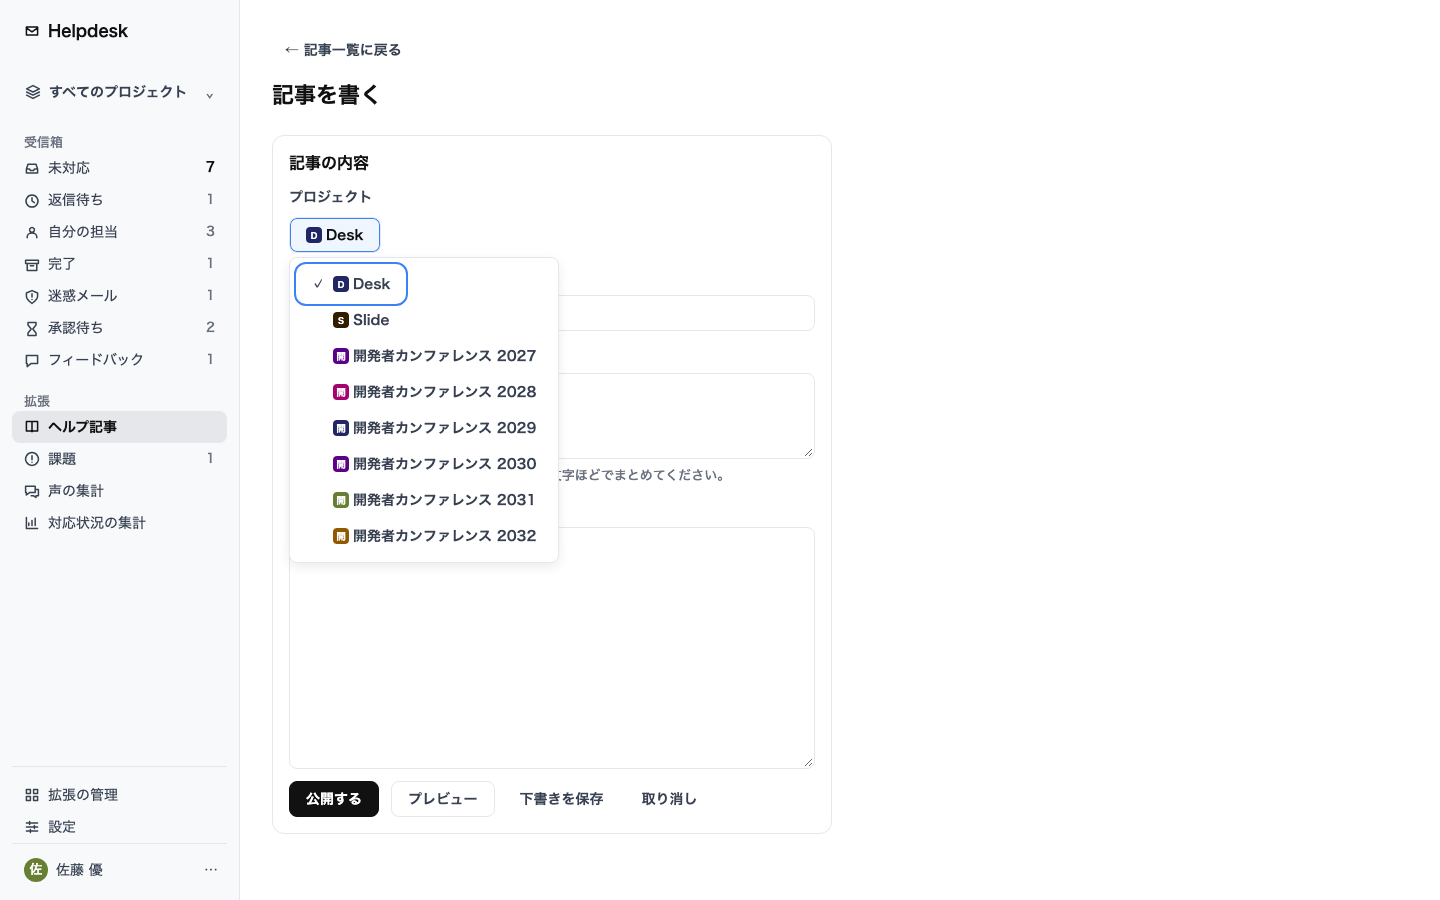 Helpdesk
すべてのプロジェクト
受信箱
未対応 7
返信待ち 1
自分の担当 3
完了 1
迷惑メール 1
承認待ち 2
フィードバック 1
拡張
ヘルプ記事
課題 1
声の集計
対応状況の集計
拡張の管理
設定
佐 佐藤 優 …
← 記事一覧に戻る
記事を書く
記事の内容
プロジェクト
D Desk
✓ D Desk
S Slide
開 開発者カンファレンス 2027
開 開発者カンファレンス 2028
開 開発者カンファレンス 2029
開 開発者カンファレンス 2030
開 開発者カンファレンス 2031
開 開発者カンファレンス 2032
字ほどでまとめてください。
公開する プレビュー 下書きを保存 取り消し